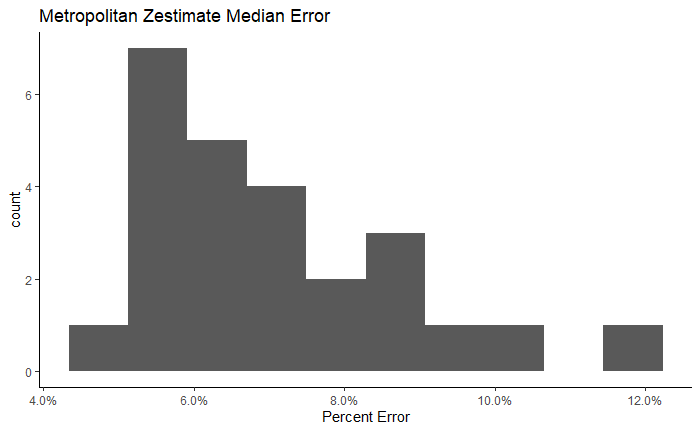 Metropolitan Zestimate Median Error
count
6
4
2
0
4.0% 6.0% 8.0% 10.0% 12.0%
Percent Error